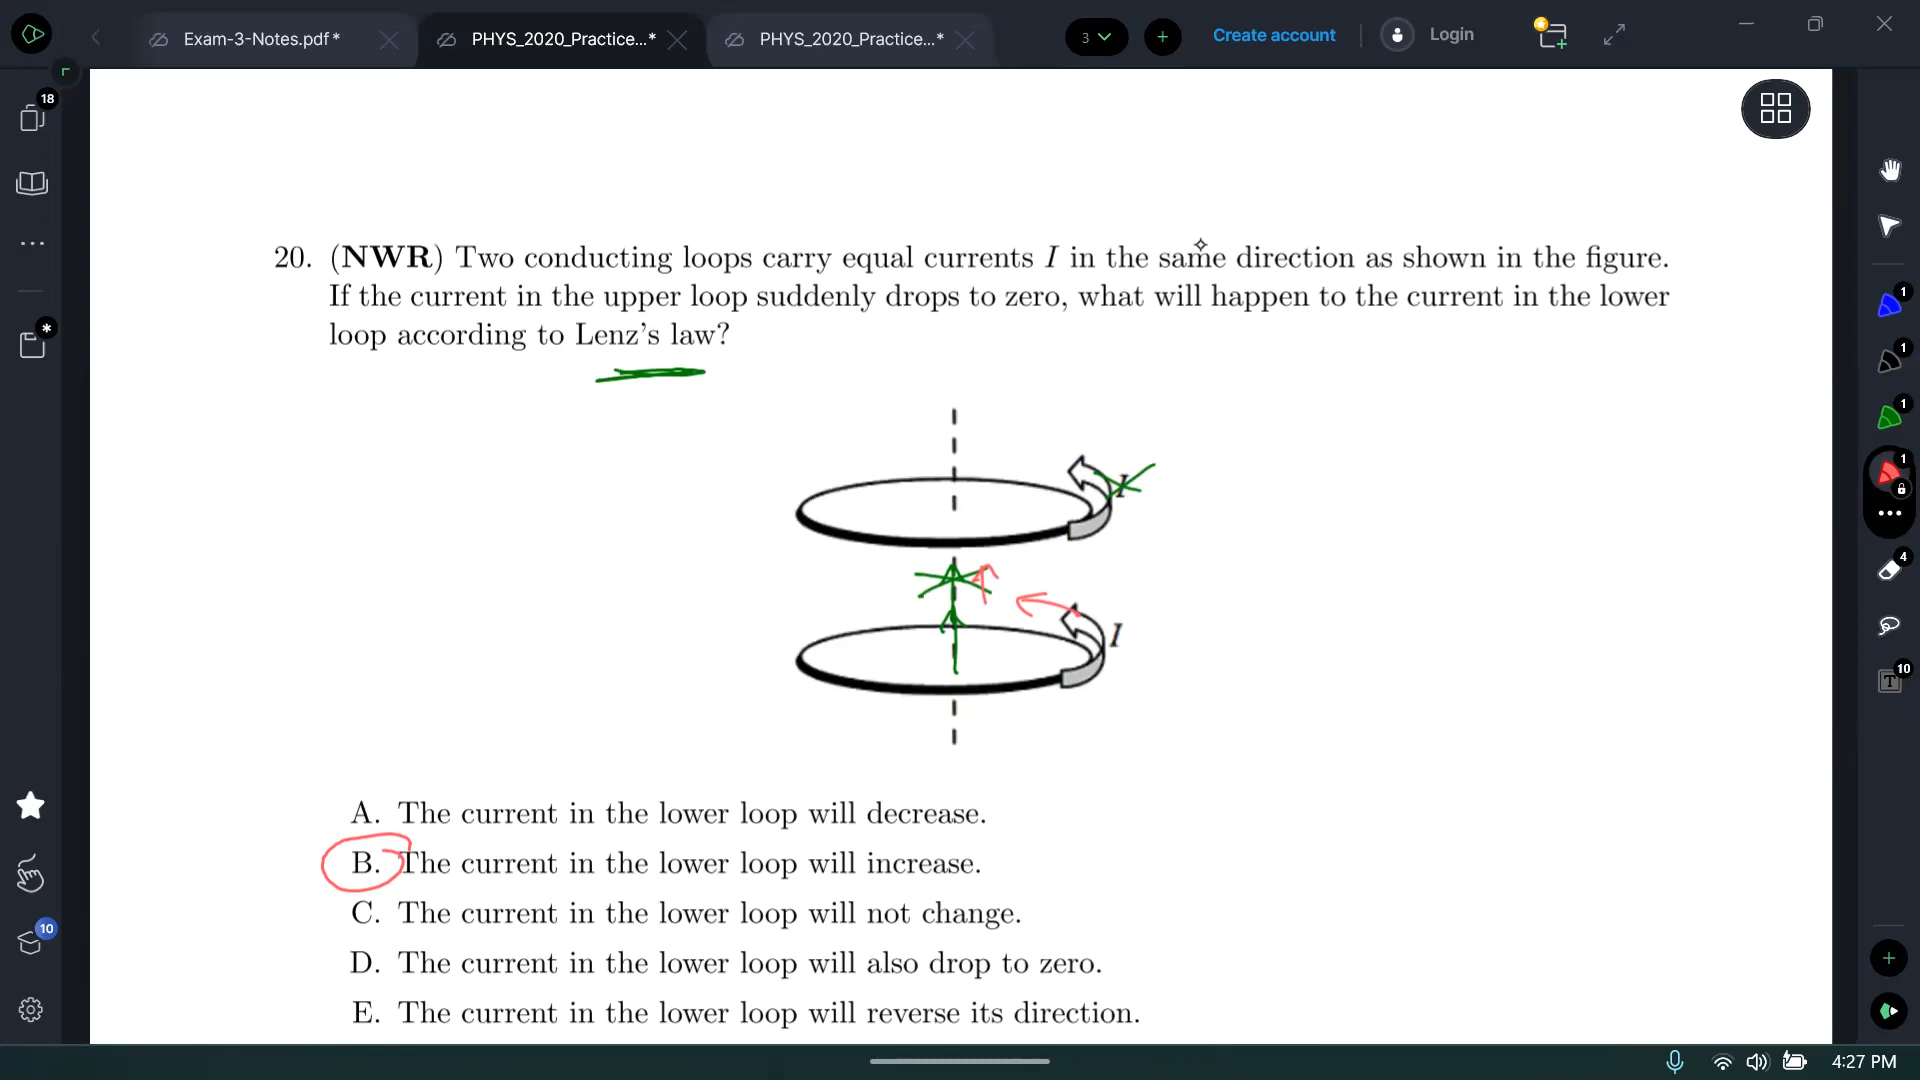 Exam-3-Notes.pdf*
PHYS_2020_Practice...*
PHYS_2020_Practice...*
3
Create account
Login
18
20. (NWR) Two conducting loops carry equal currents I in the same direction as shown in the figure.
If the current in the upper loop suddenly drops to zero, what will happen to the current in the lower
loop according to Lenz's law?
I
I
A. The current in the lower loop will decrease.
B. The current in the lower loop will increase.
C. The current in the lower loop will not change.
D. The current in the lower loop will also drop to zero.
E. The current in the lower loop will reverse its direction.
*
10
1
1
1
1
4
T 10
4:27 PM